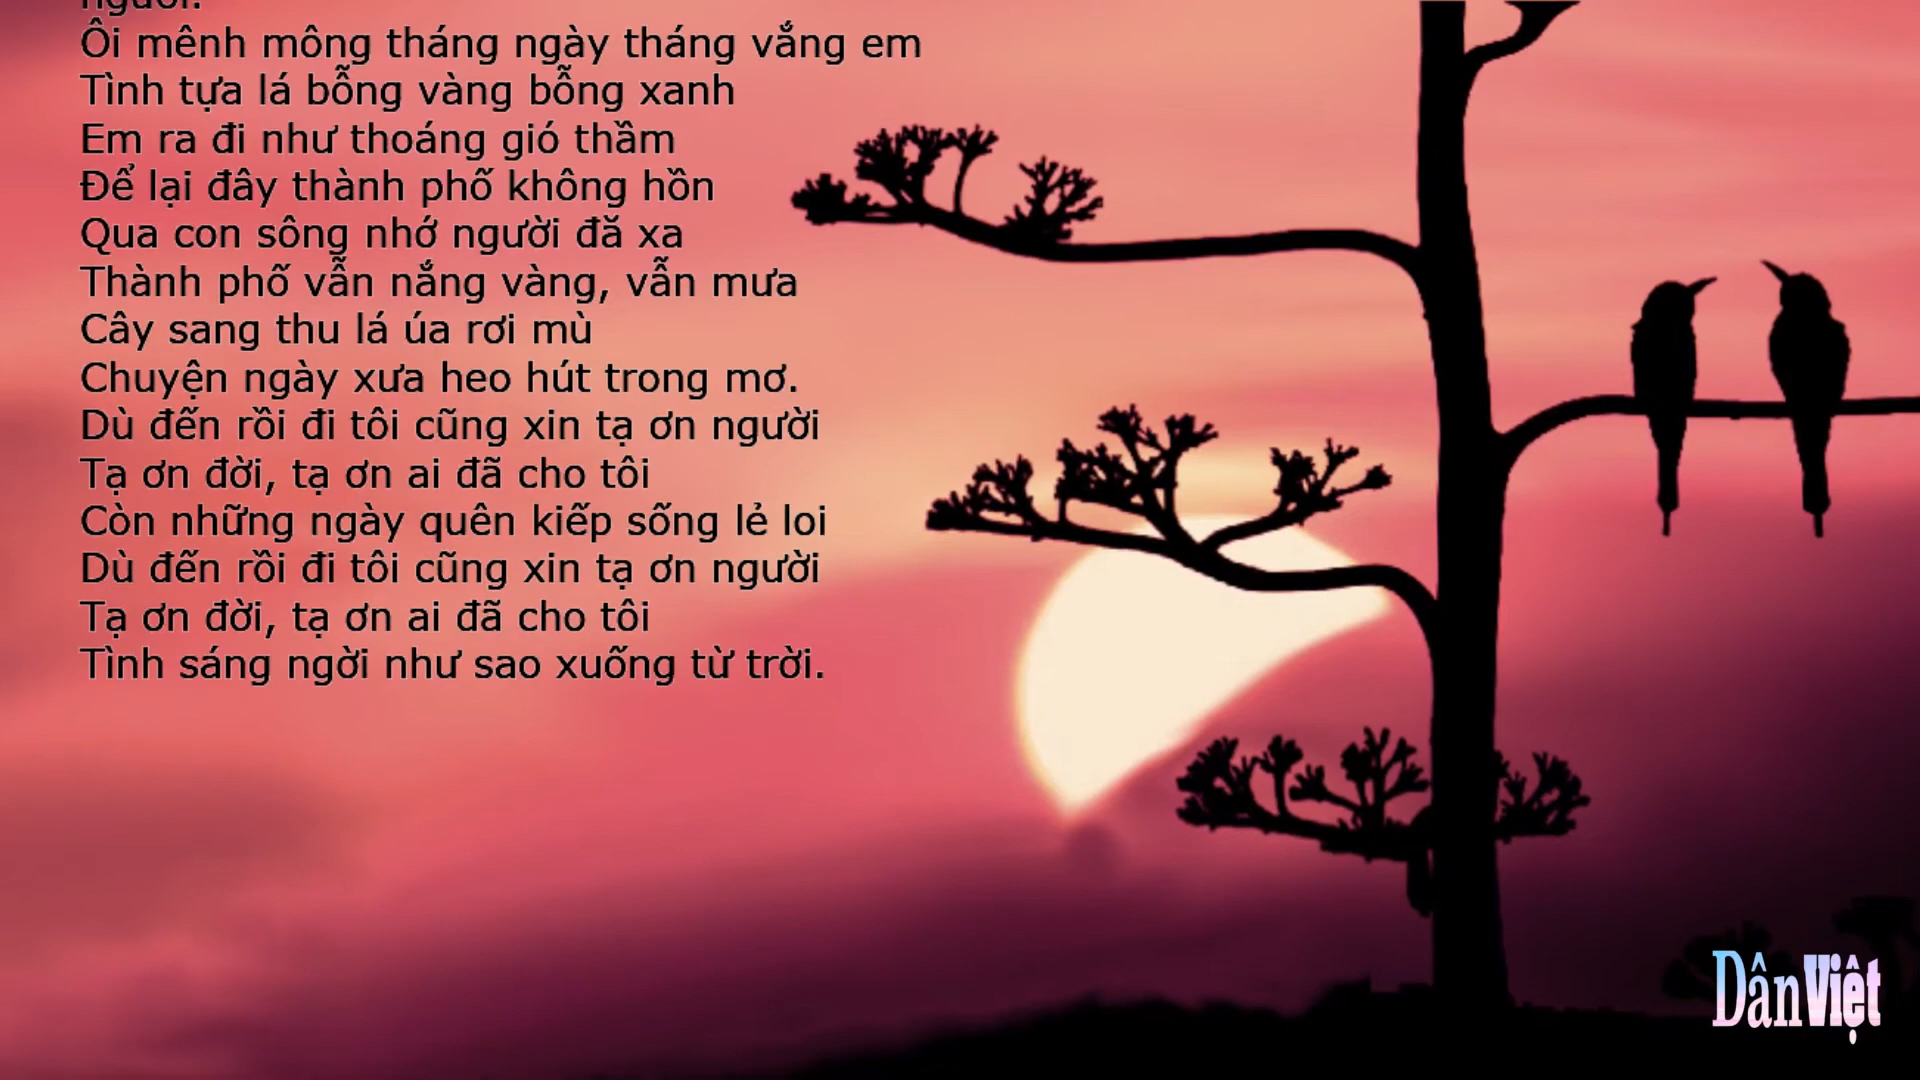 người.
Ôi mênh mông tháng ngày tháng vắng em
Tình tựa lá bỗng vàng bỗng xanh
Em ra đi như thoáng gió thầm
Để lại đây thành phố không hồn
Qua con sông nhớ người đă xa
Thành phố vẫn nắng vàng, vẫn mưa
Cây sang thu lá úa rơi mù
Chuyện ngày xưa heo hút trong mơ.
Dù đến rồi đi tôi cũng xin tạ ơn người
Tạ ơn đời, tạ ơn ai đã cho tôi
Còn những ngày quên kiếp sống lẻ loi
Dù đến rồi đi tôi cũng xin tạ ơn người
Tạ ơn đời, tạ ơn ai đã cho tôi
Tình sáng ngời như sao xuống từ trời.
DânViệt